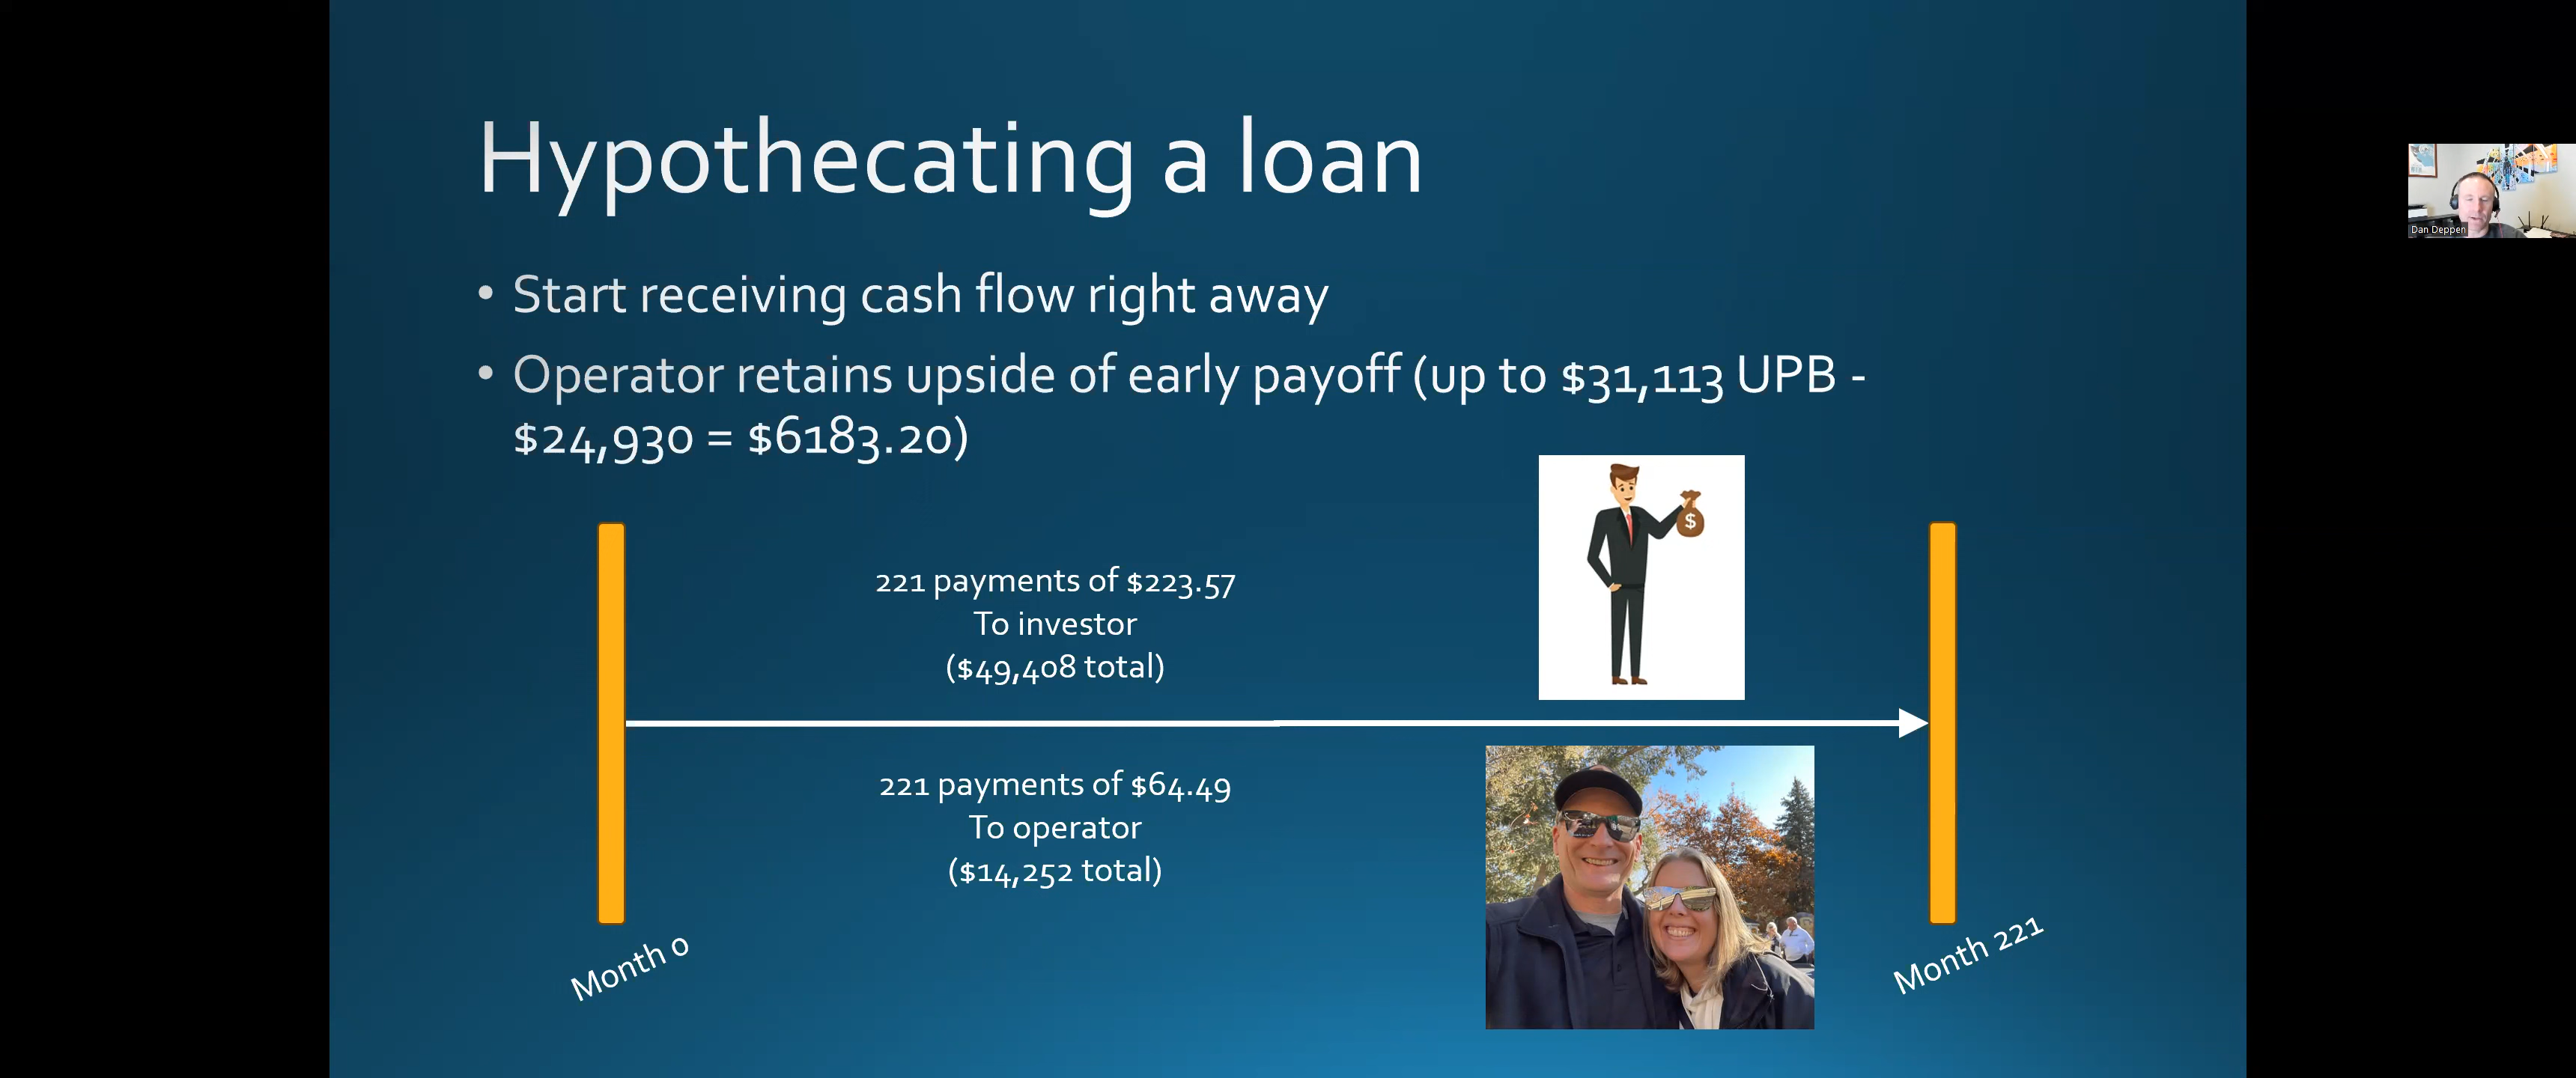 Hypothecating a loan
• Start receiving cash flow right away
• Operator retains upside of early payoff (up to $31,113 UPB -
$24,930 = $6183.20)
$
221 payments of $223.57
To investor
($49,408 total)
221 payments of $64.49
To operator
($14,252 total)
Month 0
Month 221
Dan Deppen